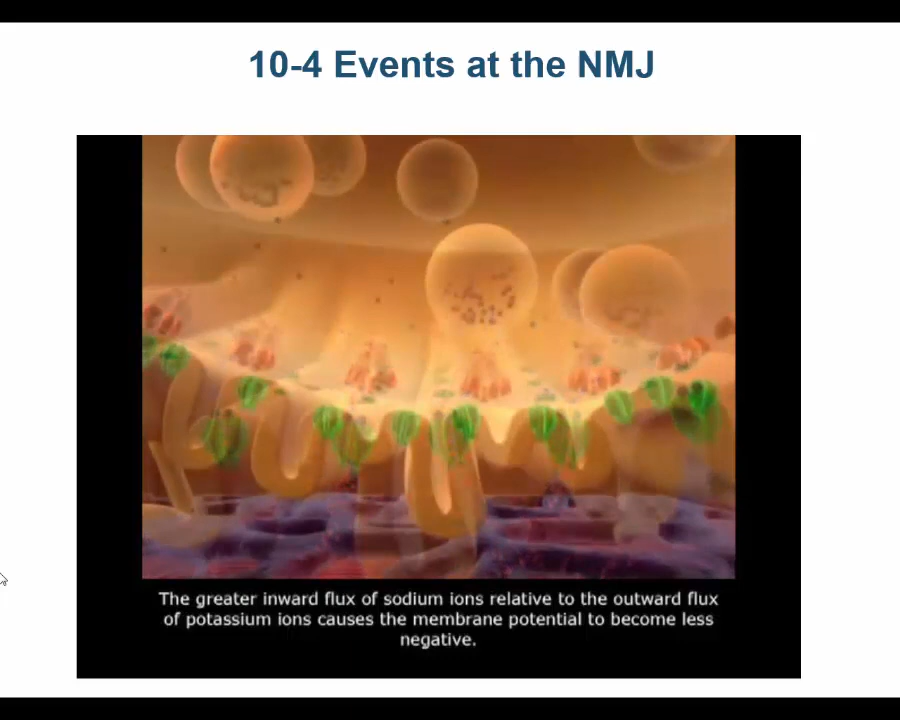 10-4 Events at the NMJ
The greater inward flux of sodium ions relative to the outward flux
of potassium ions causes the membrane potential to become less
negative.